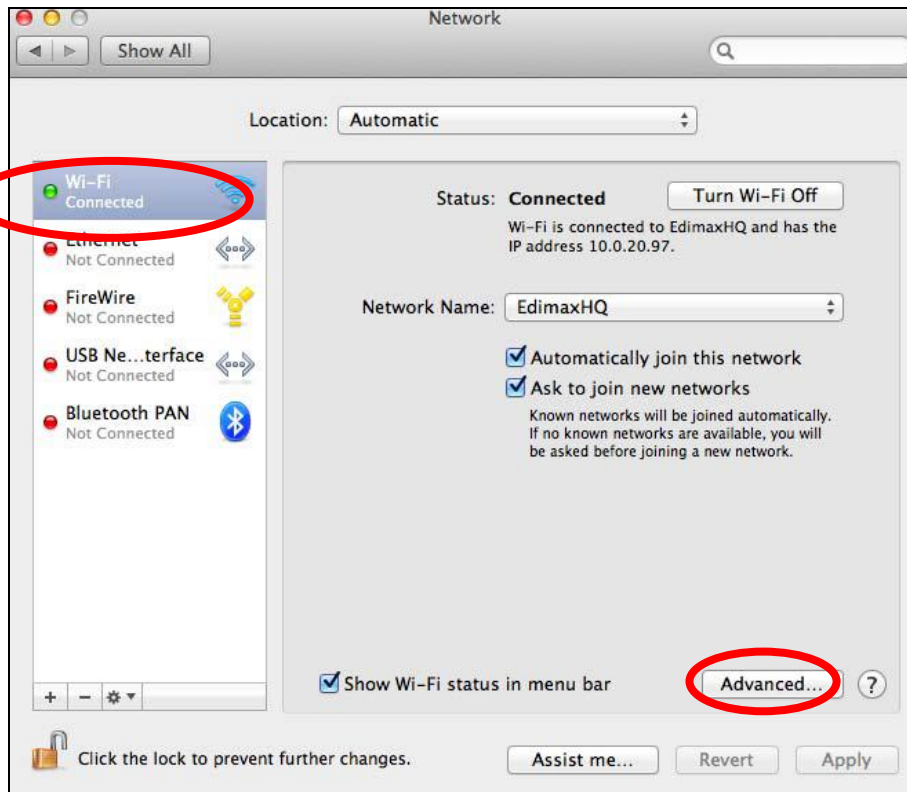 Network
Show All
Location: Automatic
Wi-Fi
Connected
Ethernet
Not Connected
FireWire
Not Connected
USB Ne...terface
Not Connected
Bluetooth PAN
Not Connected
Status: Connected
Turn Wi-Fi Off
Wi-Fi is connected to EdimaxHQ and has the
IP address 10.0.20.97.
Network Name: EdimaxHQ
Automatically join this network
Ask to join new networks
Known networks will be joined automatically.
If no known networks are available, you will
be asked before joining a new network.
Show Wi-Fi status in menu bar
Advanced...
?
+ -
Click the lock to prevent further changes.
Assist me...
Revert
Apply